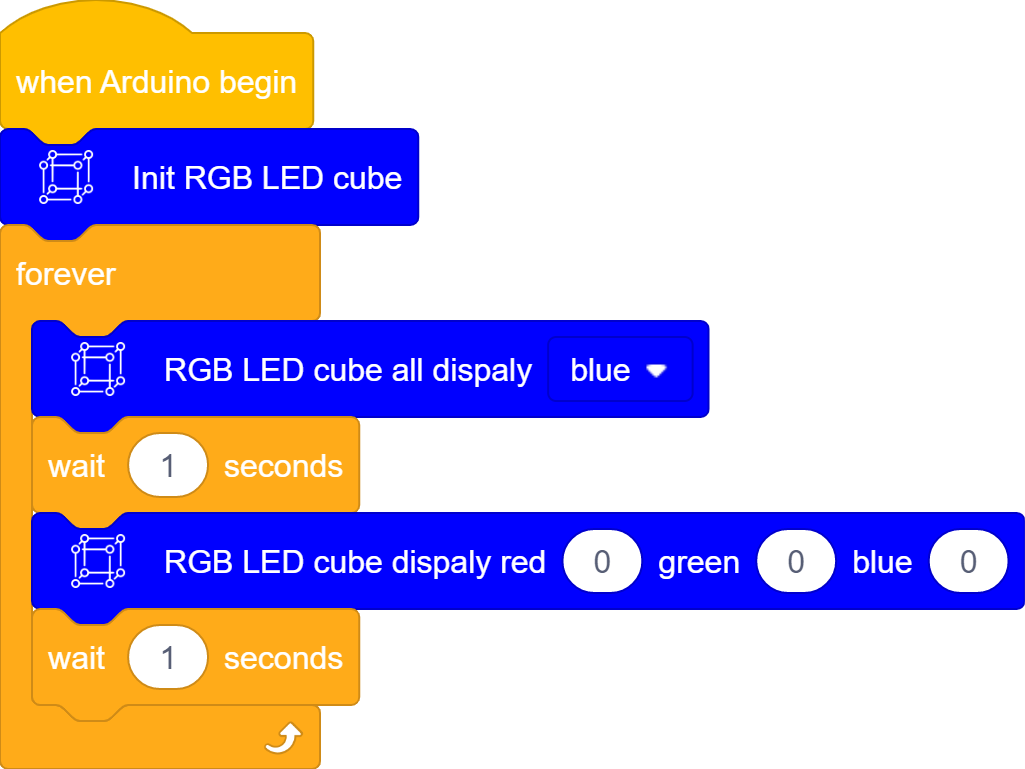 when Arduino begin
Init RGB LED cube
forever
RGB LED cube all dispaly blue
wait 1 seconds
RGB LED cube dispaly red 0 green 0 blue 0
wait 1 seconds